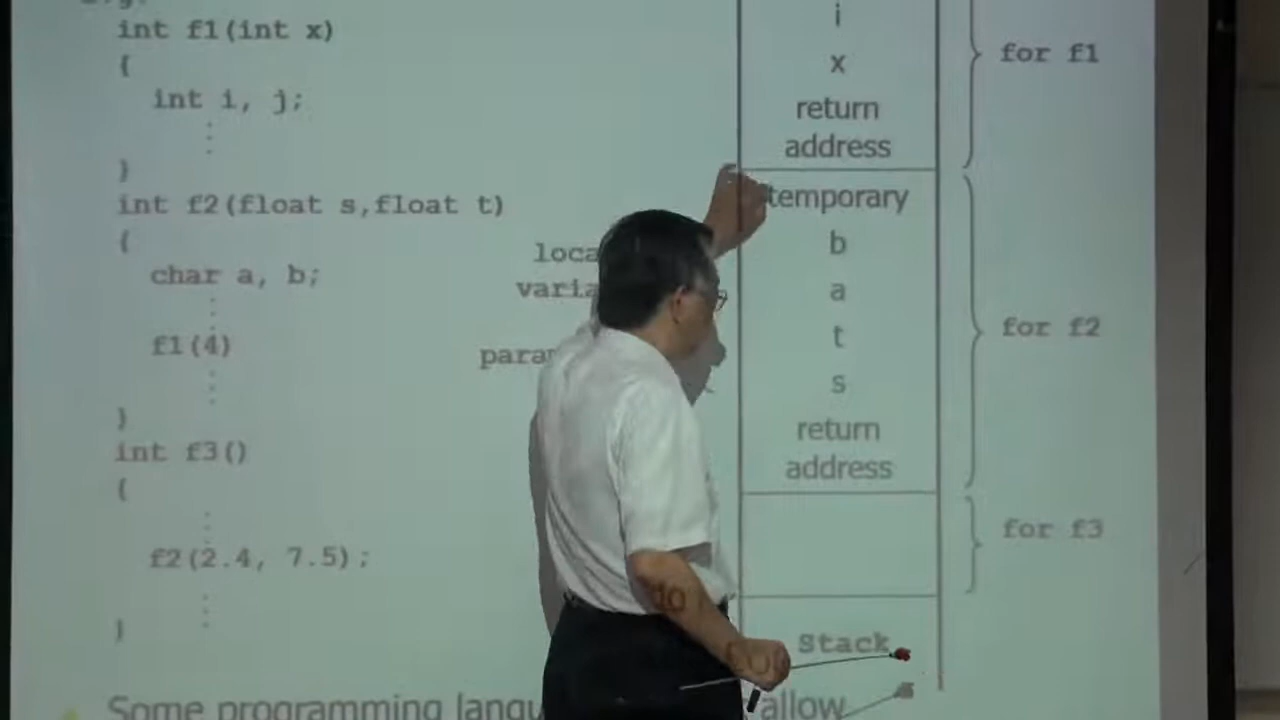 int f1(int x)
{
int i, j;
}
int f2(float s,float t)
{
char a, b;
f1(4)
}
int f3()
{
f2(2.4, 7.5);
}
i
x
return
address
temporary
b
a
t
s
return
address
Stack
for f1
for f2
for f3
Some programming
allow